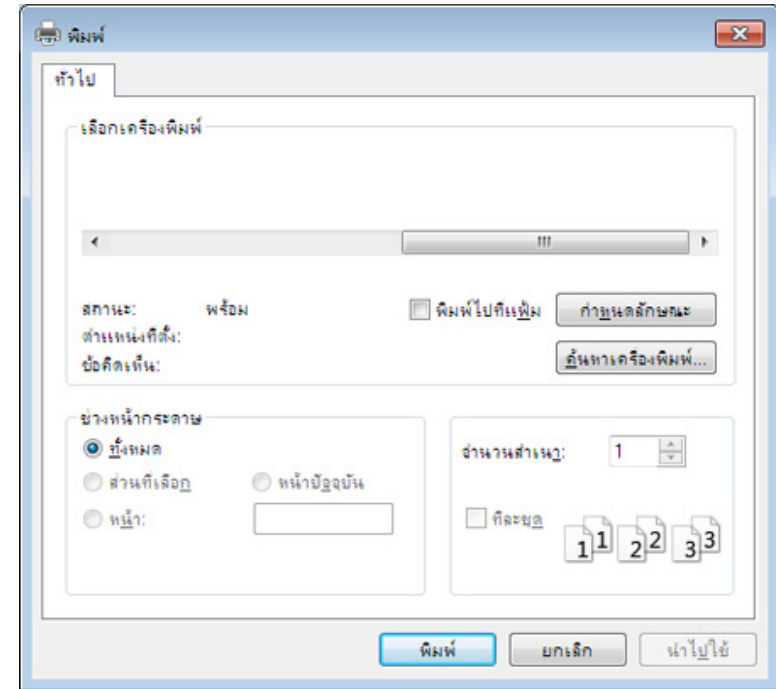 พิมพ์
ทั่วไป
เลือกเครื่องพิมพ์
สถานะ: พร้อม
พิมพ์ไปที่แฟ้ม
กำหนดลักษณะ
ตำแหน่งที่ตั้ง:
ข้อคิดเห็น:
ค้นหาเครื่องพิมพ์...
ช่วงหน้ากระดาษ
ทั้งหมด
ส่วนที่เลือก
หน้าปัจจุบัน
หน้า:
จำนวนสำเนา: 1
ทีละชุด
1 1 2 2 3 3
พิมพ์
ยกเลิก
นำไปใช้